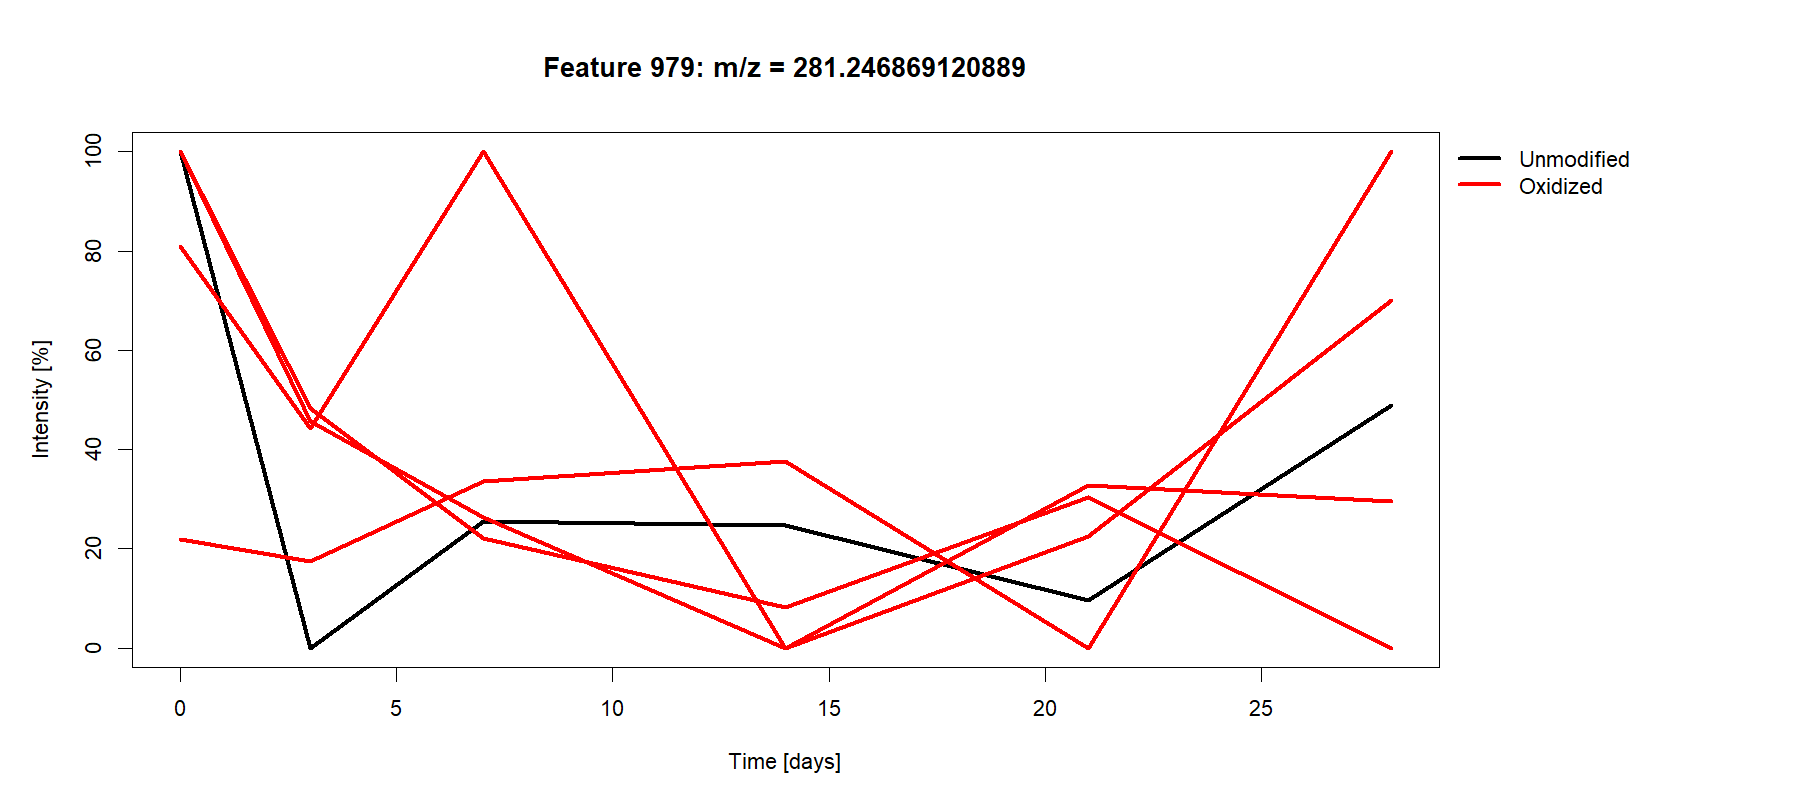 Feature 979: m/z = 281.246869120889
Unmodified
Oxidized
Intensity [%]
100
80
60
40
20
0
0 5 10 15 20 25
Time [days]